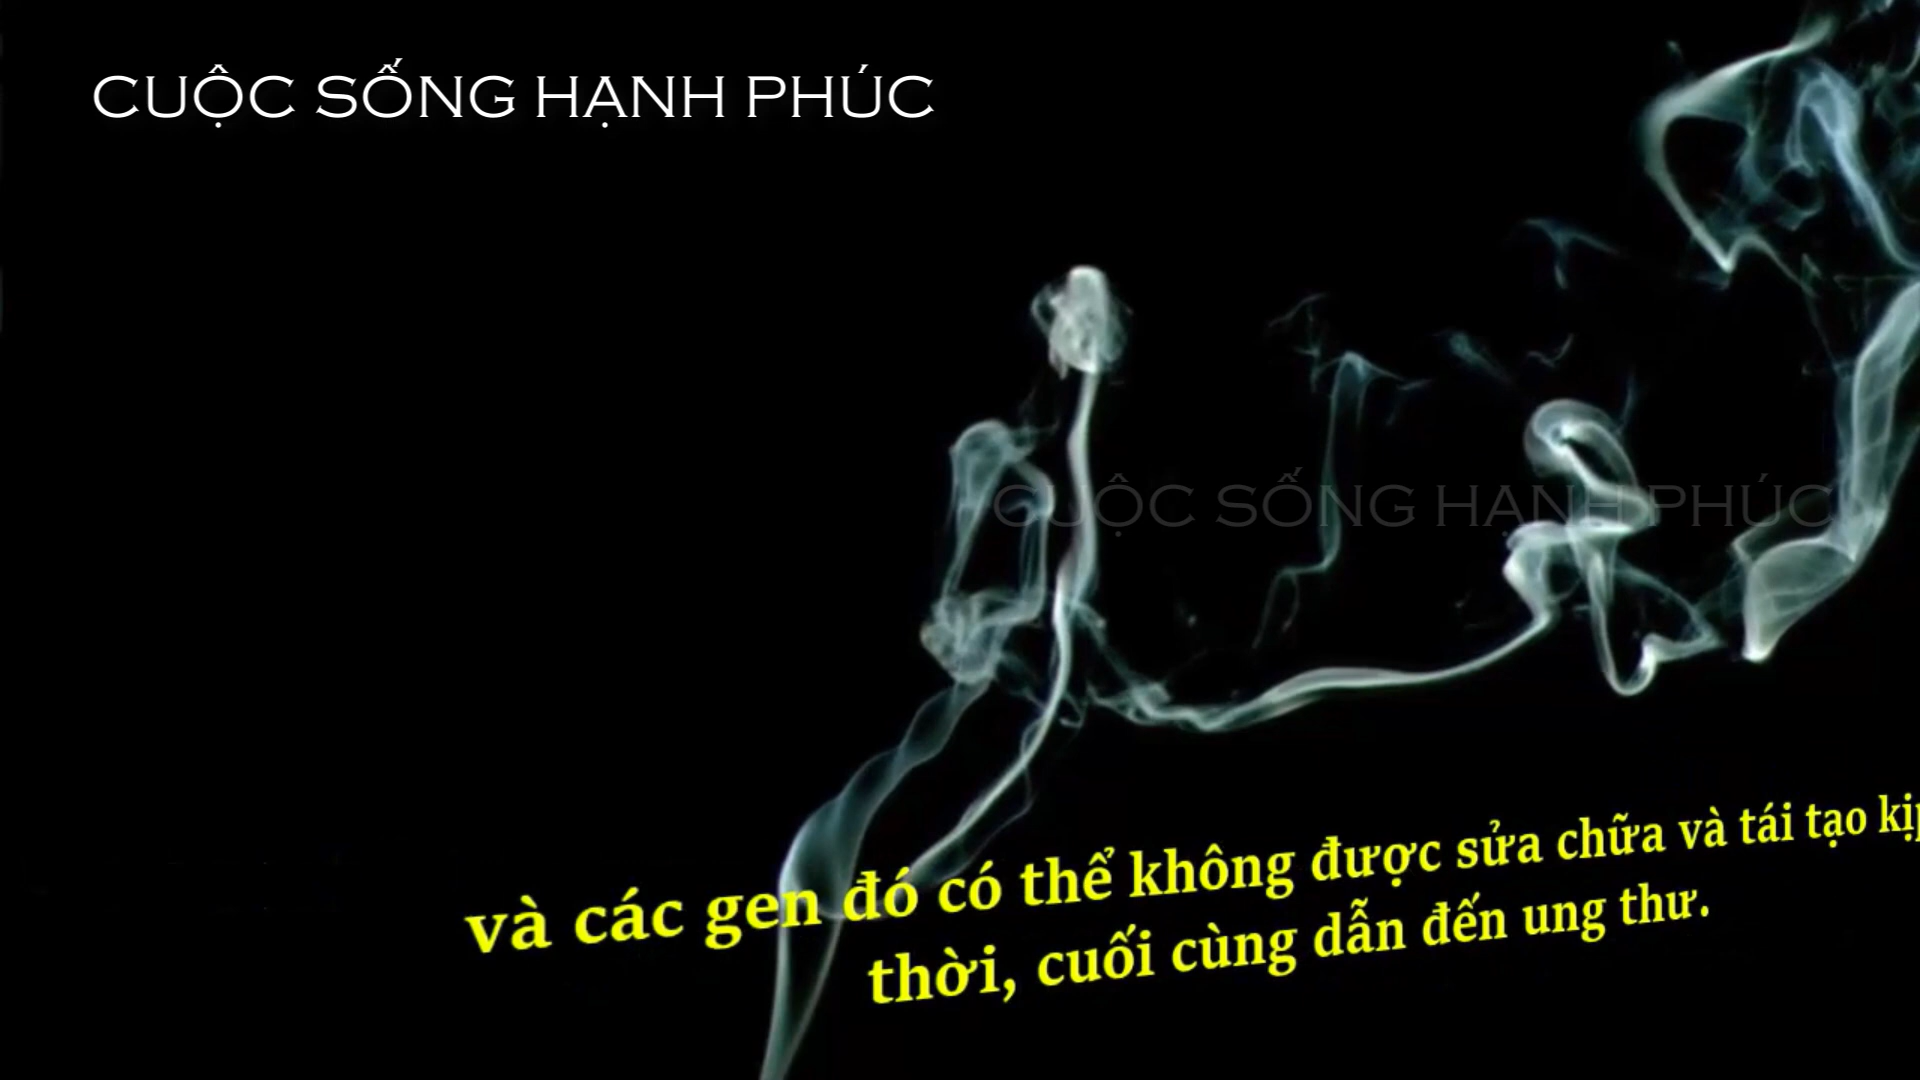 CUỘC SỐNG HẠNH PHÚC
CUỘC SỐNG HẠNH PHÚC
và các gen đó có thể không được sửa chữa và tái tạo
thời, cuối cùng dẫn đến ung thư.